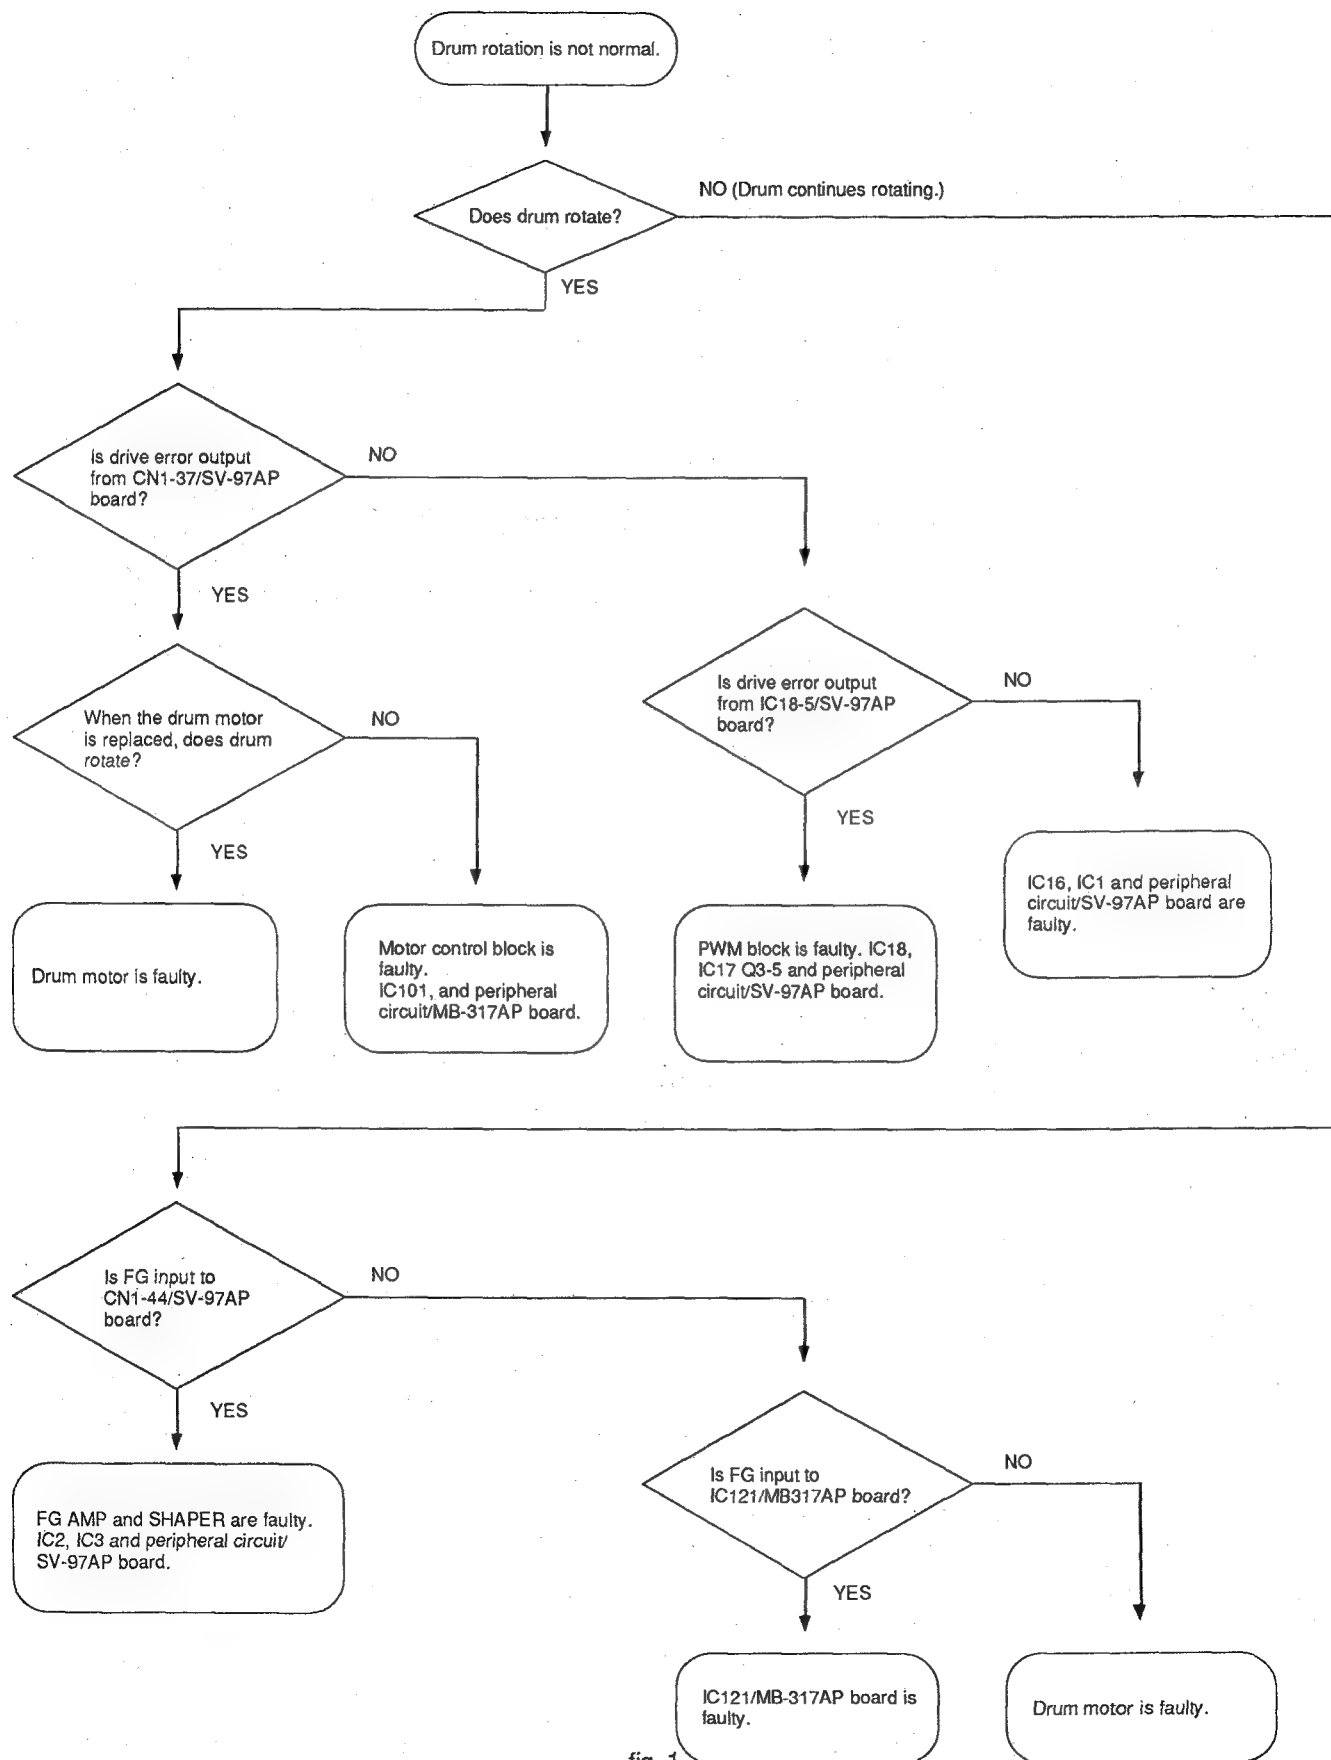 Drum rotation is not normal.
Does drum rotate?
NO (Drum continues rotating.)
YES
Is drive error output
from CN1-37/SV-97AP
board?
NO
YES
When the drum motor
is replaced, does drum
rotate?
NO
YES
Is drive error output
from IC18-5/SV-97AP
board?
NO
YES
Drum motor is faulty.
Motor control block is
faulty.
IC101, and peripheral
circuit/MB-317AP board.
PWM block is faulty. IC18,
IC17 Q3-5 and peripheral
circuit/SV-97AP board.
IC16, IC1 and peripheral
circuit/SV-97AP board are
faulty.
Is FG input to
CN1-44/SV-97AP
board?
NO
YES
FG AMP and SHAPER are faulty.
IC2, IC3 and peripheral circuit/
SV-97AP board.
Is FG input to
IC121/MB317AP board?
NO
YES
IC121/MB-317AP board is
faulty.
Drum motor is faulty.
fig. 1